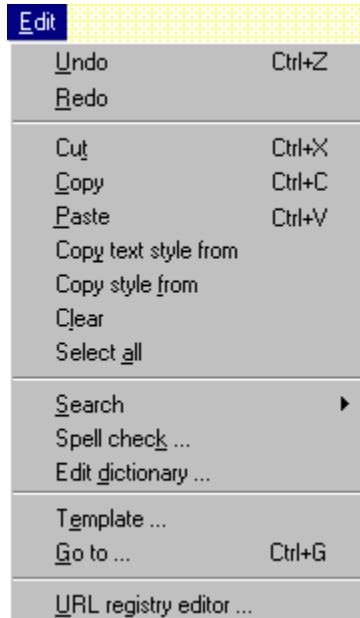 Edit
Undo Ctrl+Z
Redo
Cut Ctrl+X
Copy Ctrl+C
Paste Ctrl+V
Copy text style from
Copy style from
Clear
Select all
Search
Spell check ...
Edit dictionary ...
Template ...
Go to ... Ctrl+G
URL registry editor ...